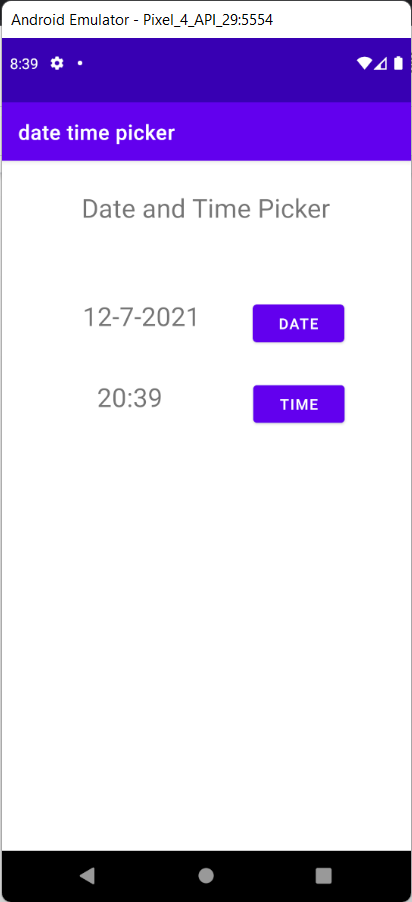 Android Emulator - Pixel_4_API_29:5554
8:39
date time picker
Date and Time Picker
12-7-2021
DATE
20:39
TIME